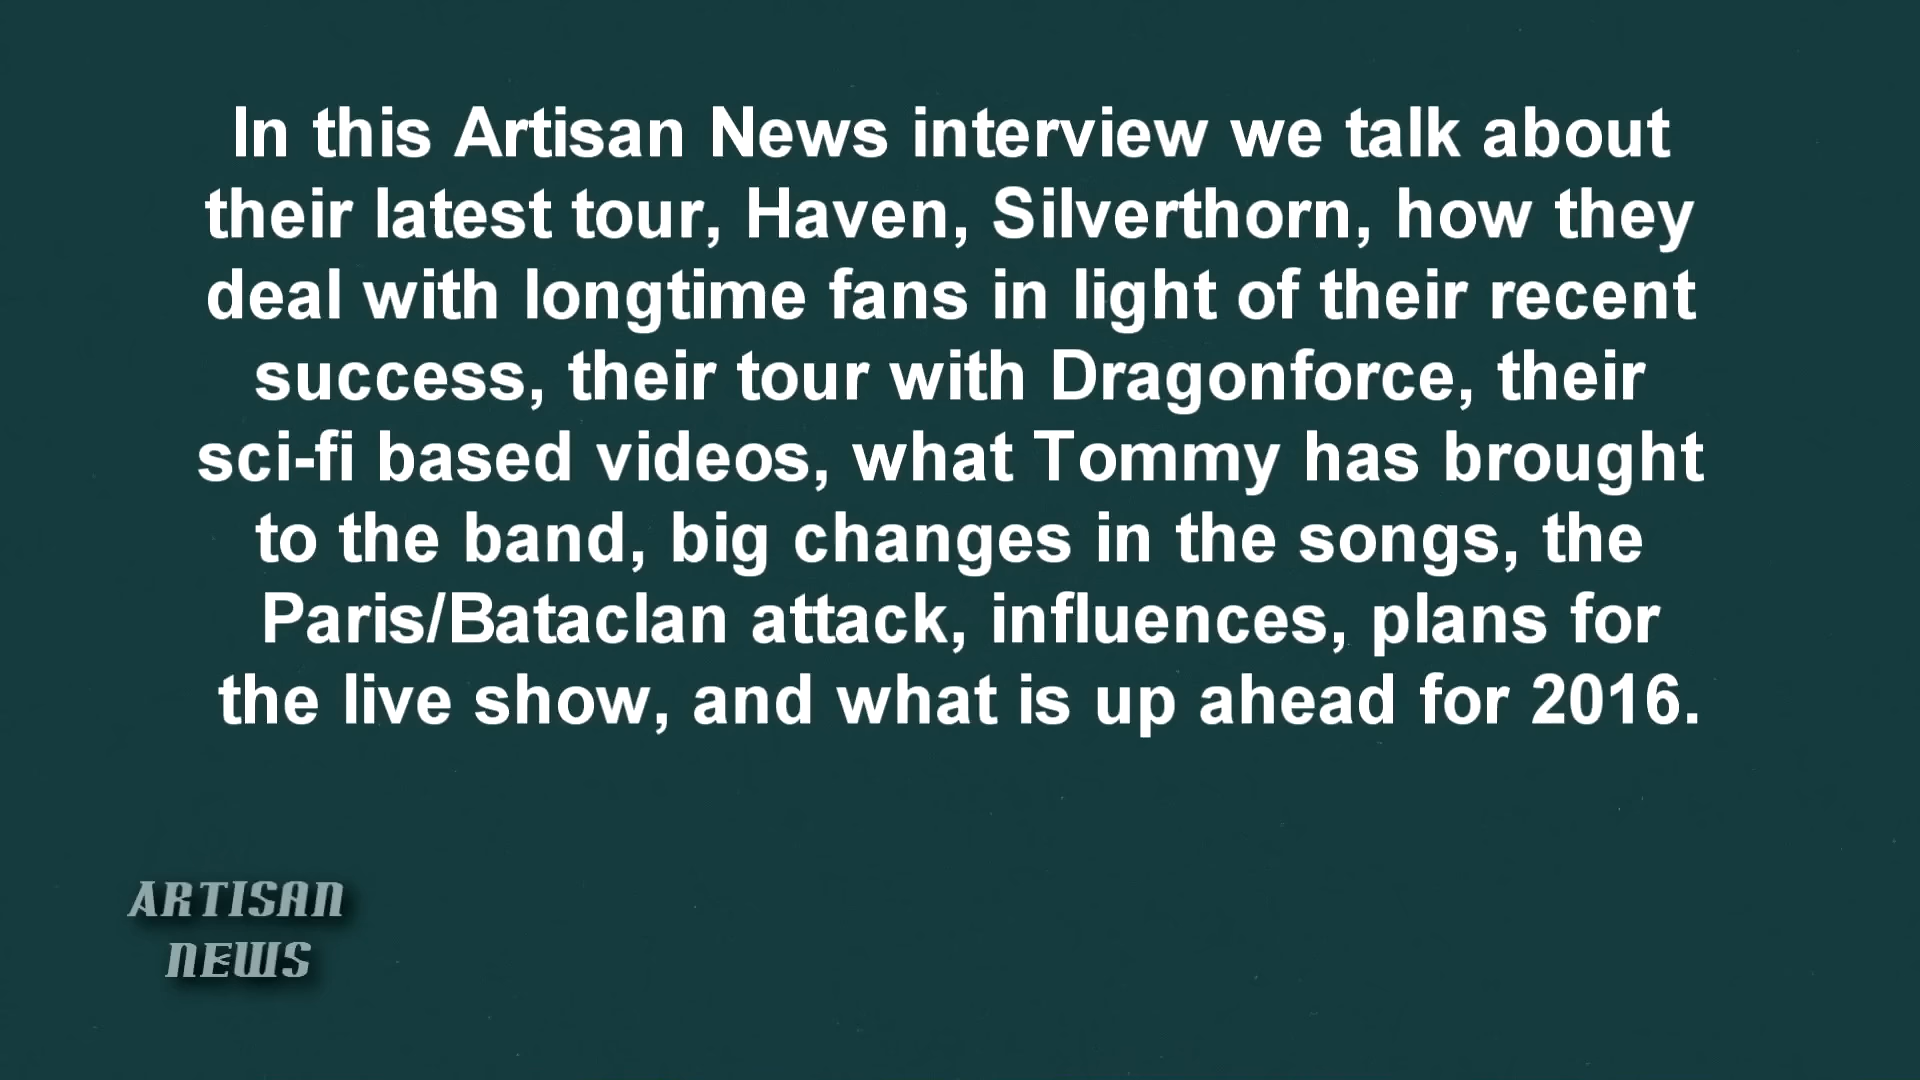 In this Artisan News interview we talk about
their latest tour, Haven, Silverthorn, how they
deal with longtime fans in light of their recent
success, their tour with Dragonforce, their
sci-fi based videos, what Tommy has brought
to the band, big changes in the songs, the
Paris/Bataclan attack, influences, plans for
the live show, and what is up ahead for 2016.
ARTISAN
NEWS